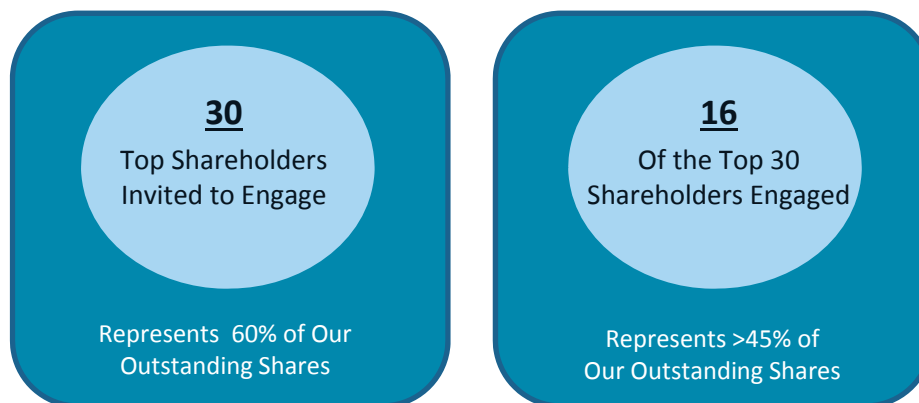 30
Top Shareholders
Invited to Engage
Represents  60% of Our
Outstanding Shares
16
Of the Top 30
Shareholders Engaged
Represents >45% of
Our Outstanding Shares